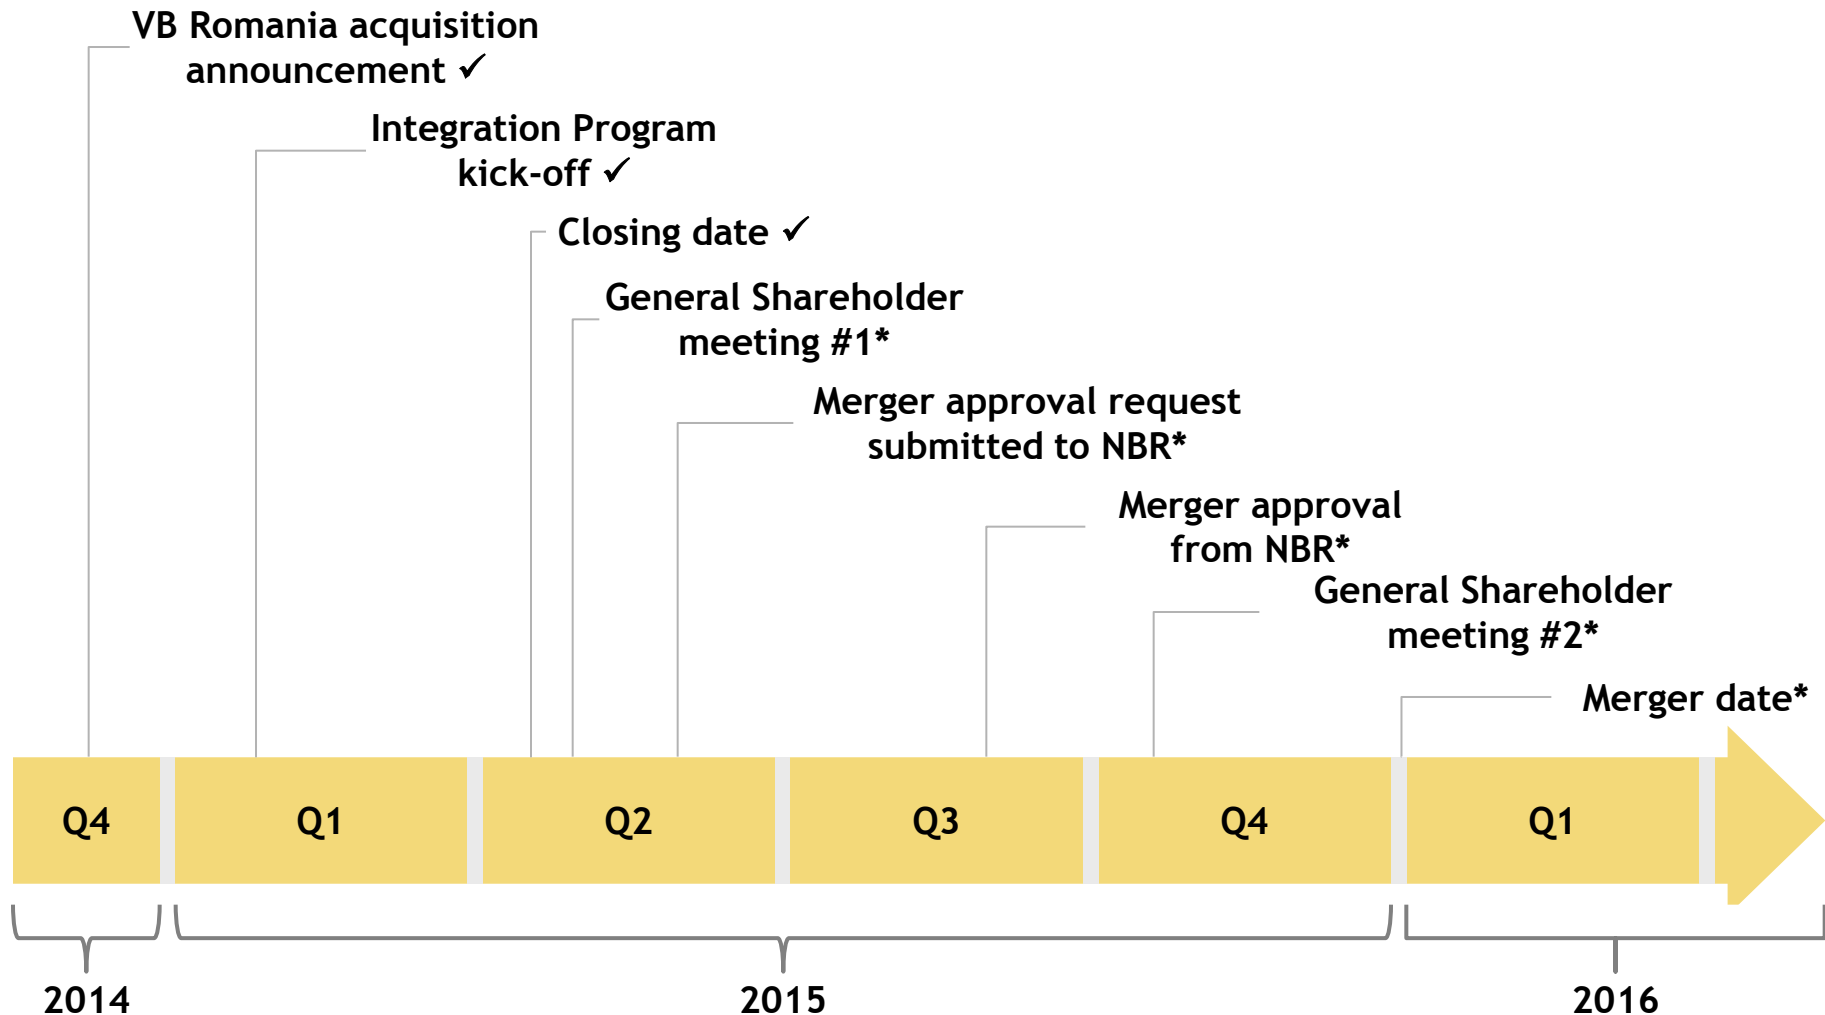 VB Romania acquisition
announcement ✓
Integration Program
kick-off ✓
Closing date ✓
General Shareholder
meeting #1*
Merger approval request
submitted to NBR*
Merger approval
from NBR*
General Shareholder
meeting #2*
Merger date*
Q4
Q1
Q2
Q3
Q4
Q1
2014
2015
2016